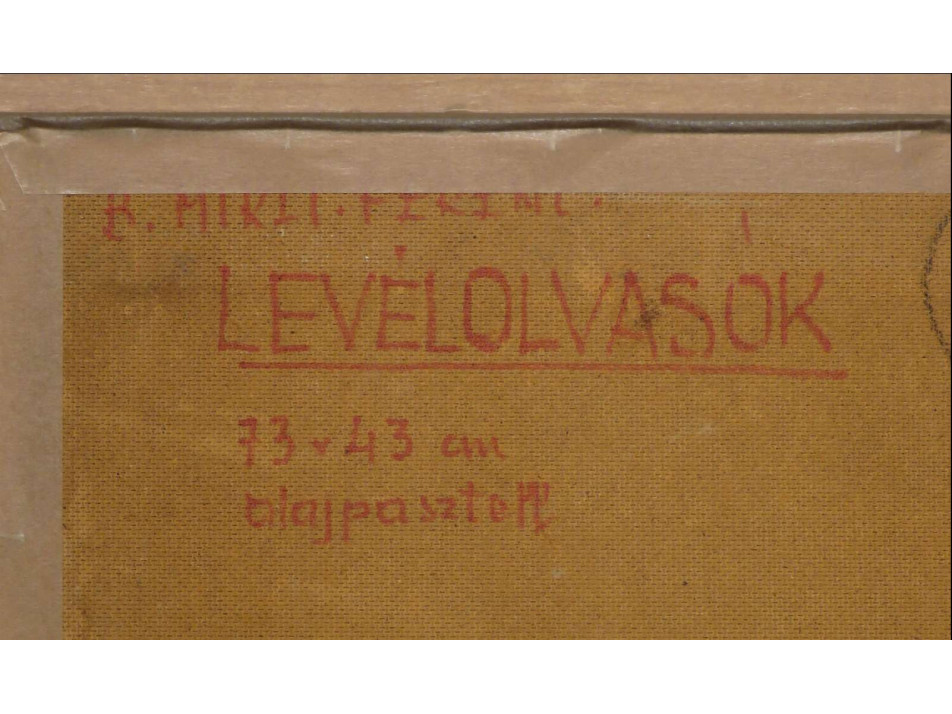 LEVÉLOLVASÓK
73 × 43 cm
olajpasztell